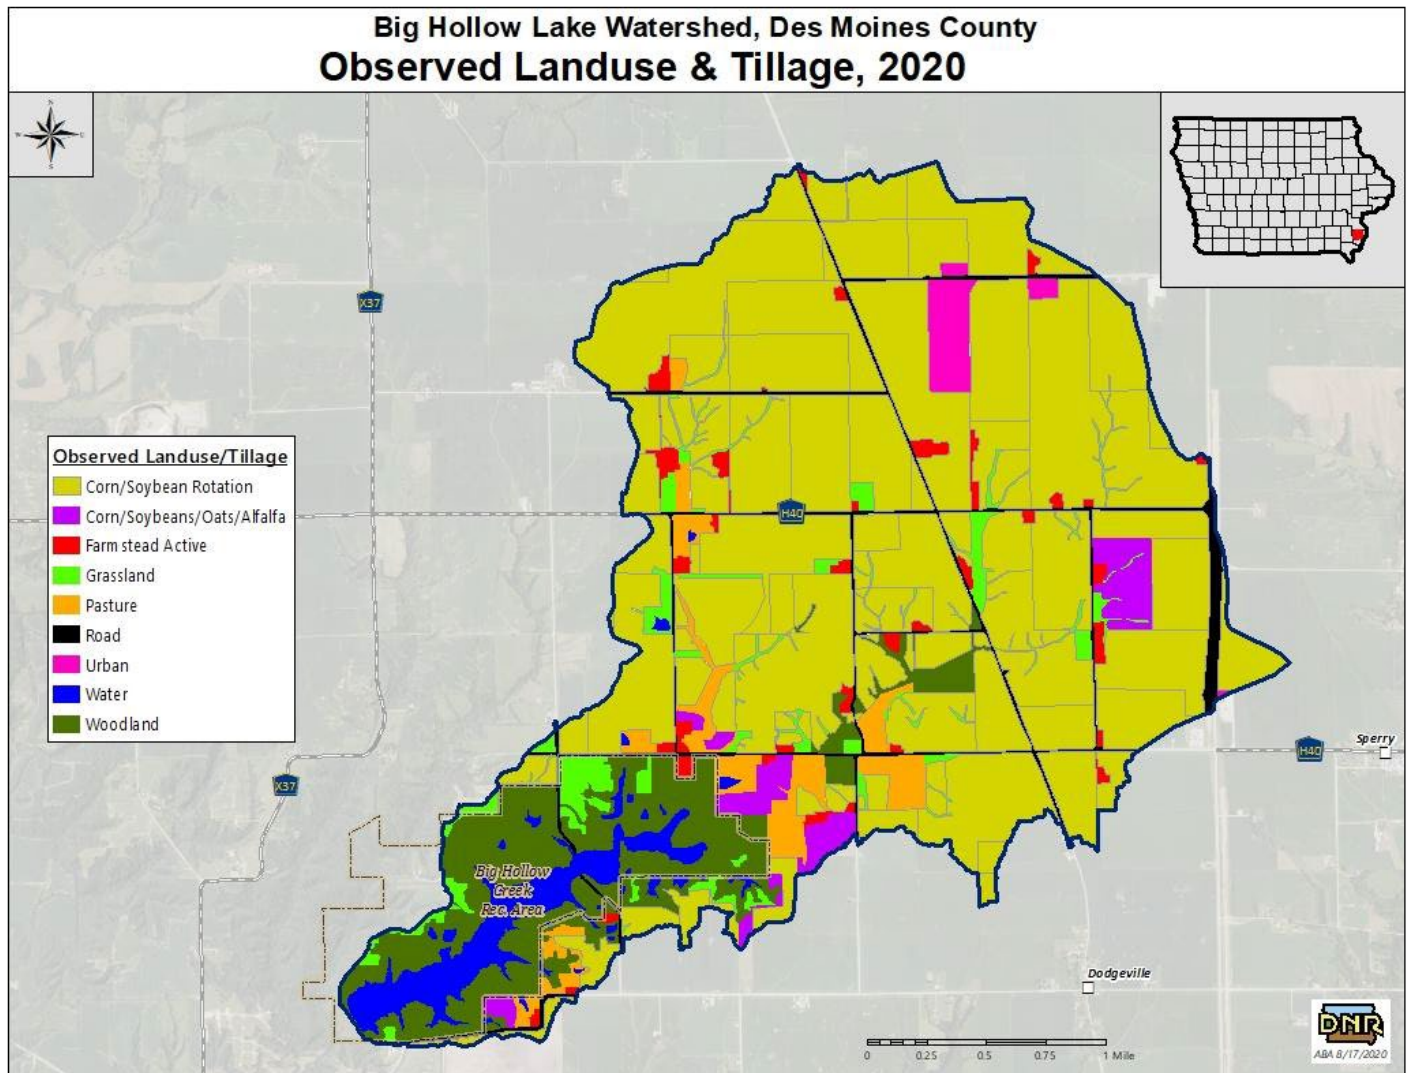 Big Hollow Lake Watershed, Des Moines County
Observed Landuse & Tillage, 2020
N
W
E
S
X37
Observed Landuse/Tillage
Corn/Soybean Rotation
Corn/Soybeans/Oats/Alfalfa
Farmstead Active
Grassland
Pasture
Road
Urban
Water
Woodland
H40
X37
H40
Sperry
Big Hollow
Creek
Rec. Area
Dodgeville
0 0.25 0.5 0.75 1 Mile
DNR
ABA 8/17/2020